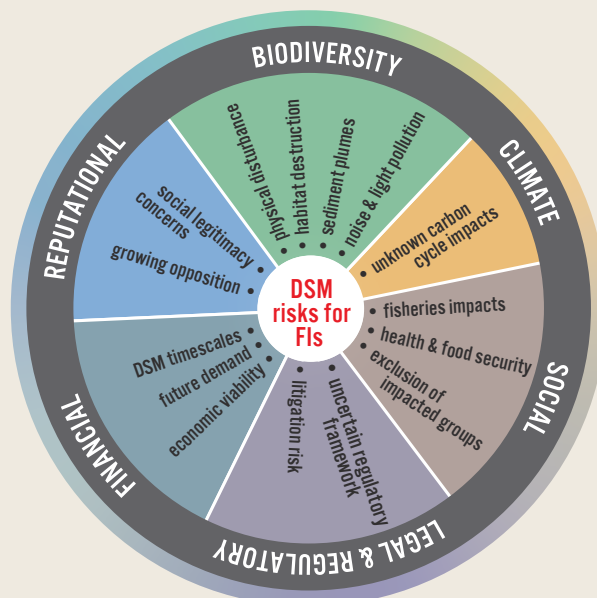 BIODIVERSITY
physical disturbance
habitat destruction
sediment plumes
noise & light pollution
CLIMATE
unknown carbon
cycle impacts
SOCIAL
fisheries impacts
health & food security
exclusion of
impacted groups
LEGAL & REGULATORY
uncertain regulatory
framework
litigation risk
FINANCIAL
DSM timescales
future demand
economic viability
REPUTATIONAL
social legitimacy
concerns
growing opposition
DSM
risks for
FIs